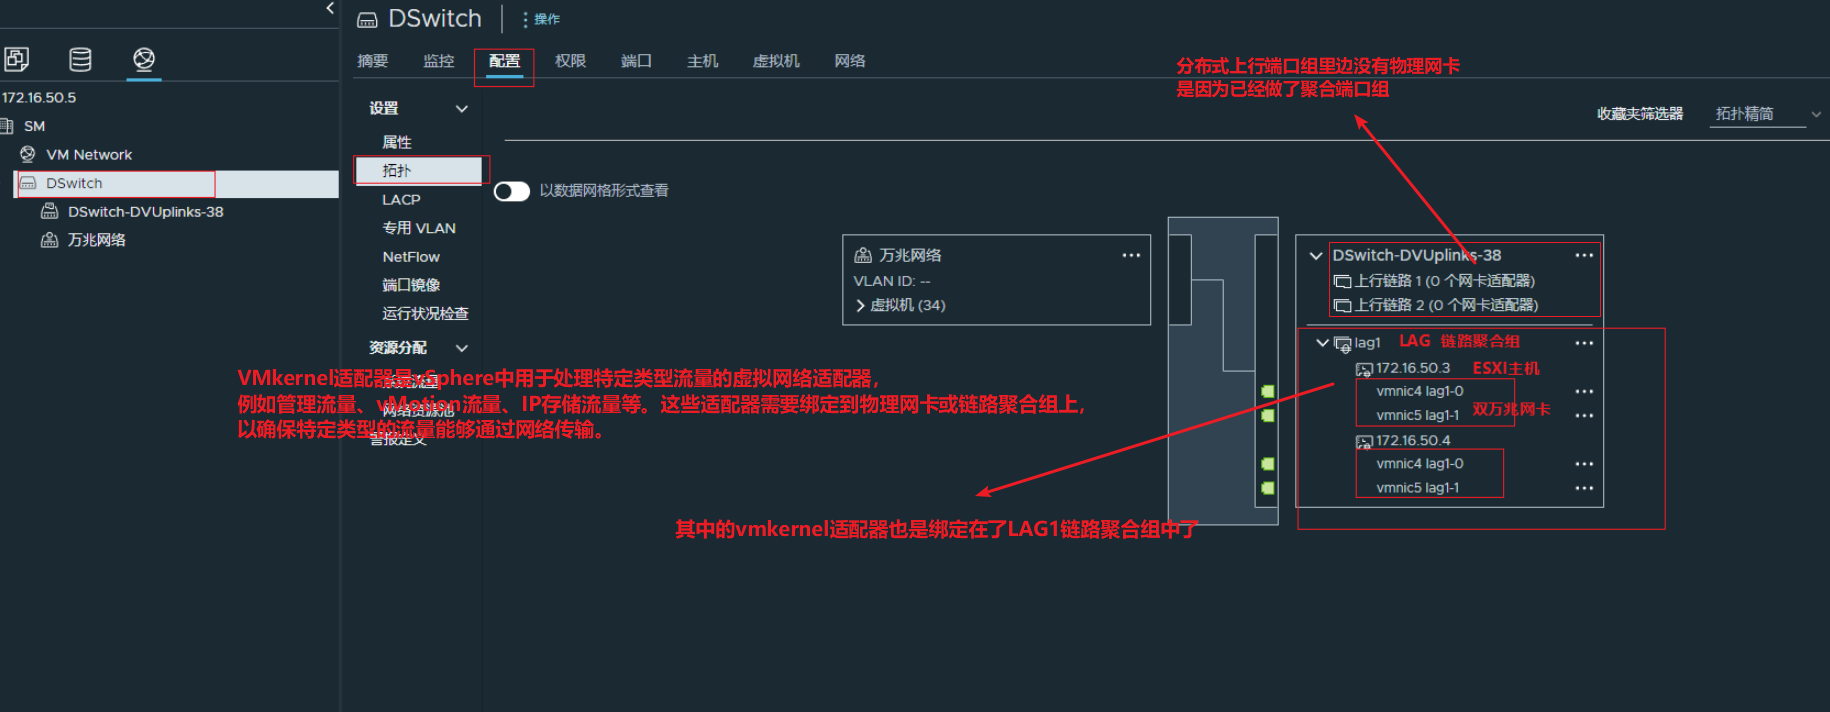 DSwitch
操作
摘要
监控
配置
权限
端口
主机
虚拟机
网络
172.16.50.5
SM
VM Network
DSwitch
DSwitch-DVUplinks-38
万兆网络
设置
属性
拓扑
LACP
专用 VLAN
NetFlow
端口镜像
运行状况检查
资源分配
网络资源池
警报定义
分布式上行端口组里边没有物理网卡
是因为已经做了聚合端口组
收藏夹筛选器
拓扑精简
以数据网格形式查看
万兆网络
VLAN ID: --
虚拟机 (34)
DSwitch-DVUplinks-38
上行链路 1 (0 个网卡适配器)
上行链路 2 (0 个网卡适配器)
lag1
LAG 链路聚合组
172.16.50.3
ESXI主机
vmnic4 lag1-0
vmnic5 lag1-1
双万兆网卡
172.16.50.4
vmnic4 lag1-0
vmnic5 lag1-1
VMkernel适配器是vSphere中用于处理特定类型流量的虚拟网络适配器，
例如管理流量、vMotion流量、IP存储流量等。这些适配器需要绑定到物理网卡或链路聚合组上，
以确保特定类型的流量能够通过网络传输。
其中的vmkernel适配器也是绑定在了LAG1链路聚合组中了